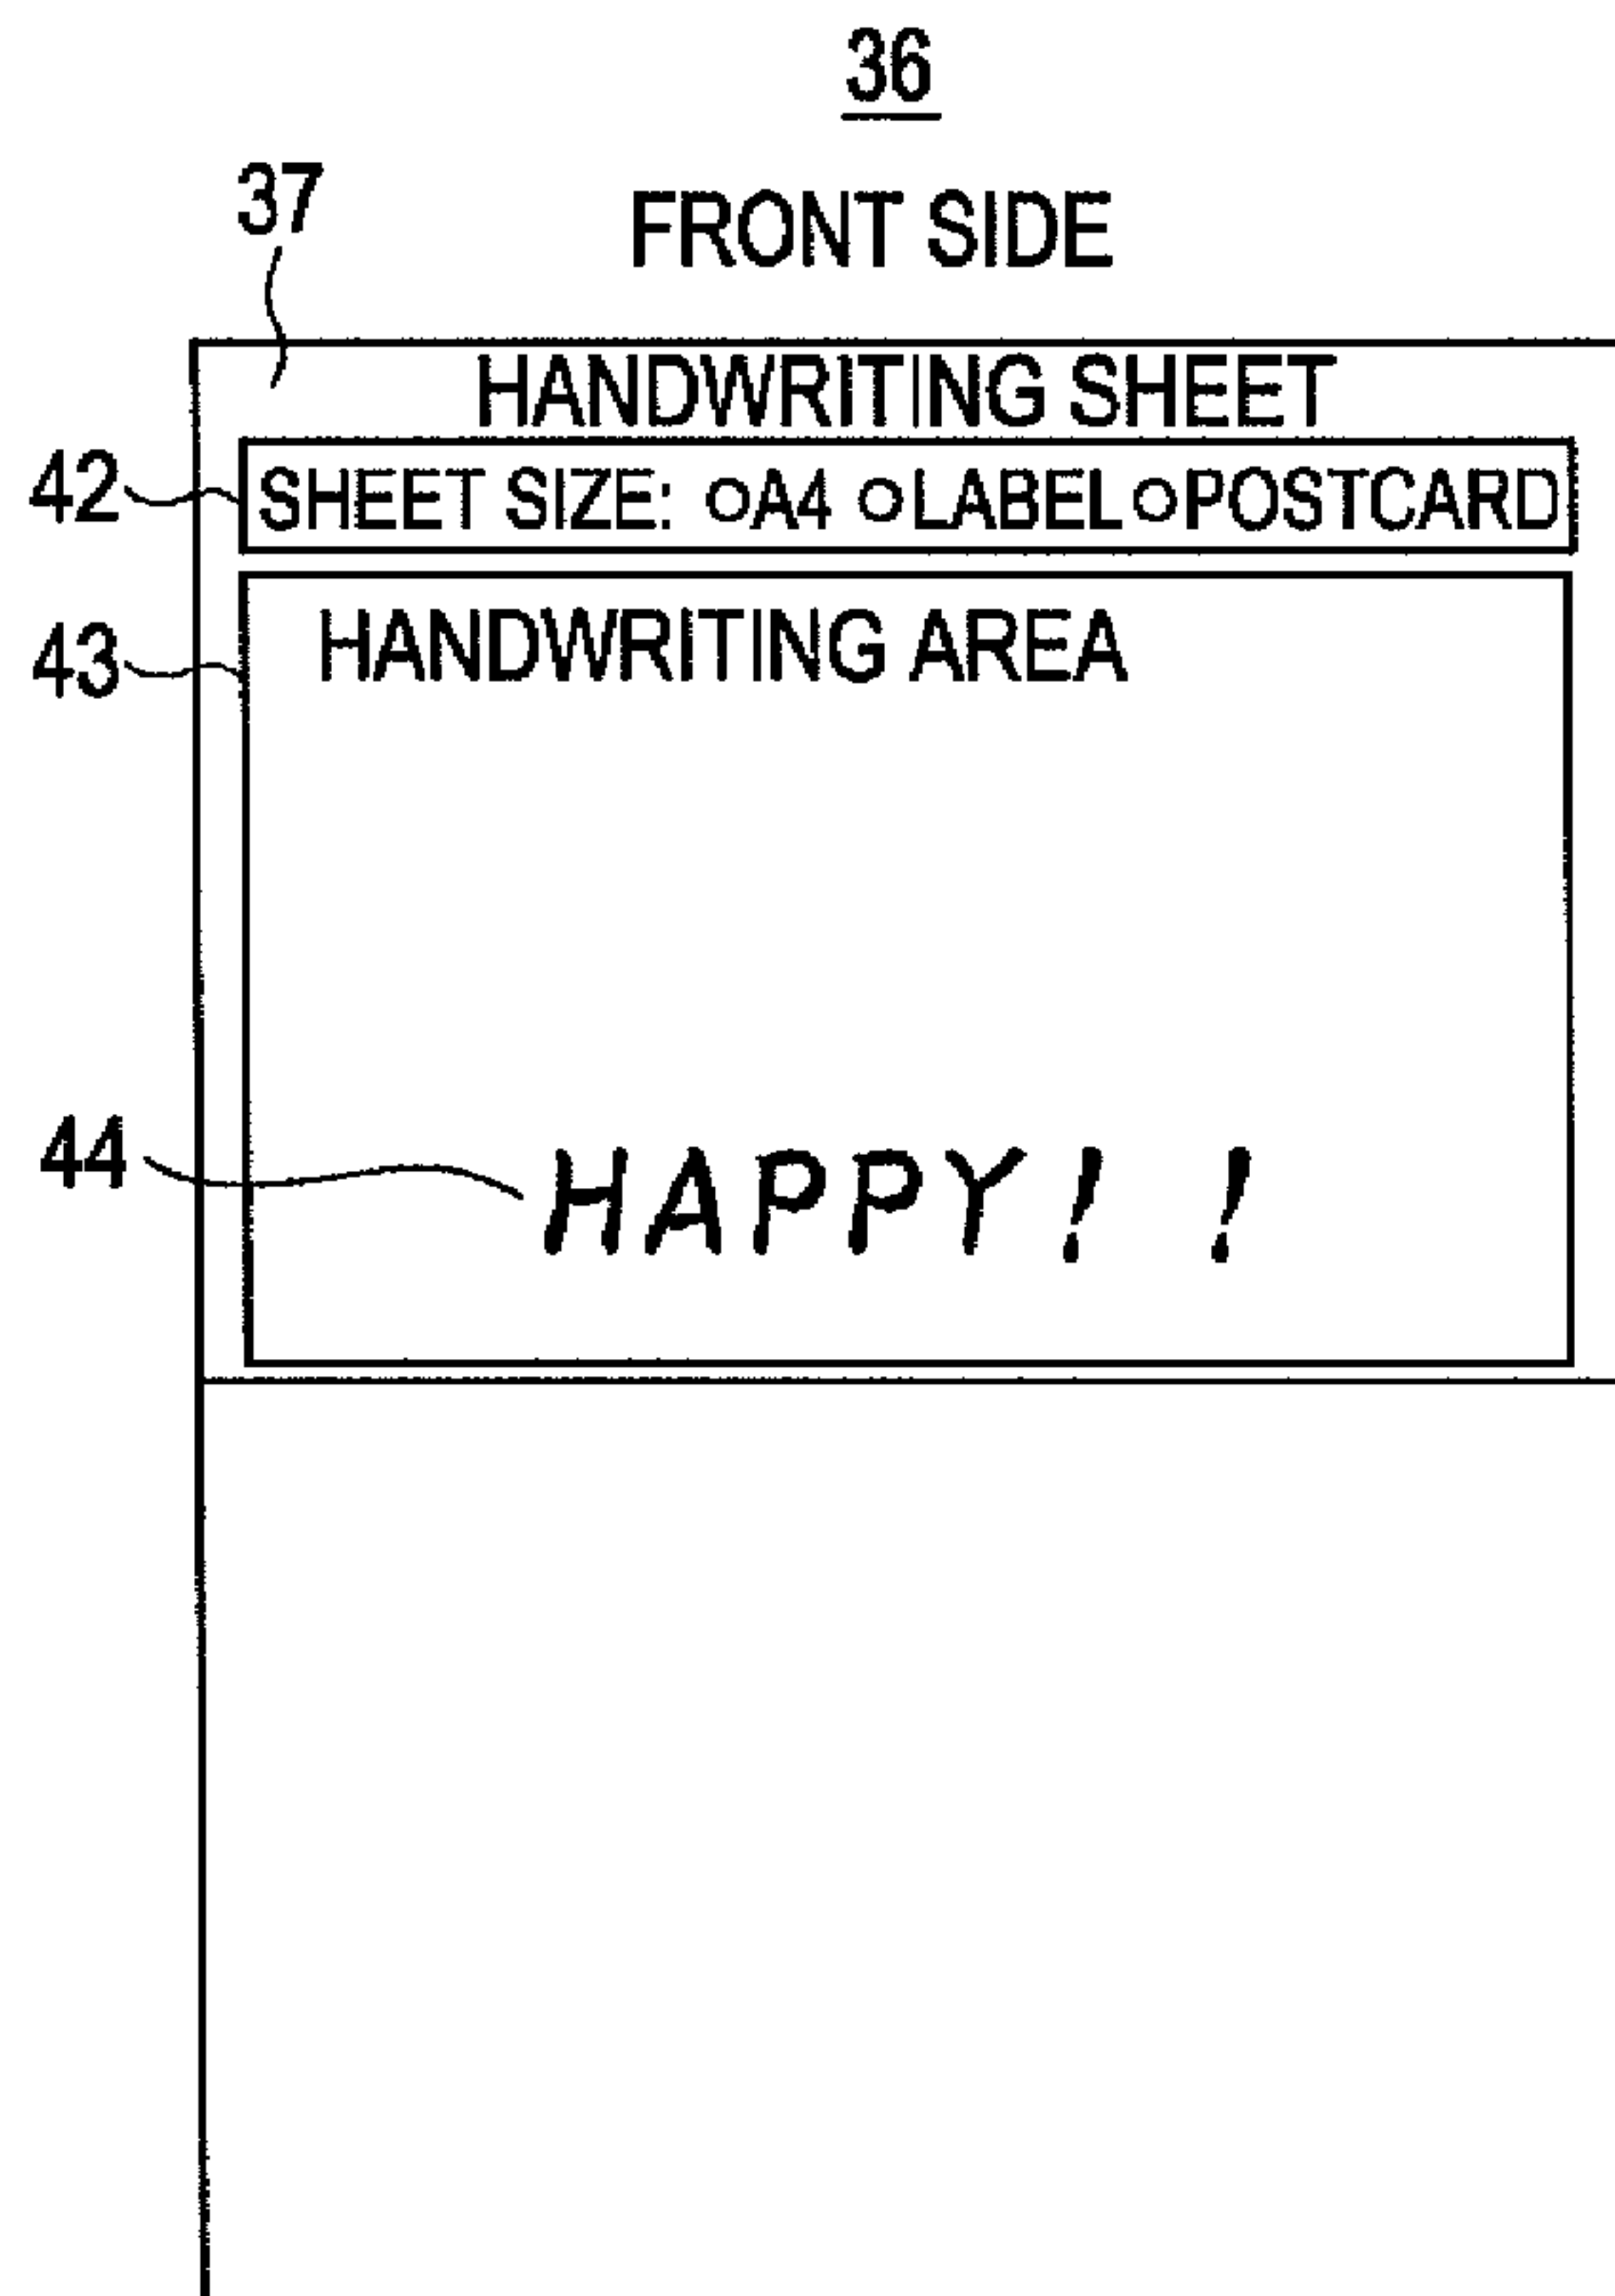 36
37
FRONT SIDE
HANDWRITING SHEET
42
SHEET SIZE: ○A4 ○LABEL ○POSTCARD
43
HANDWRITING AREA
44
HAPPY! !